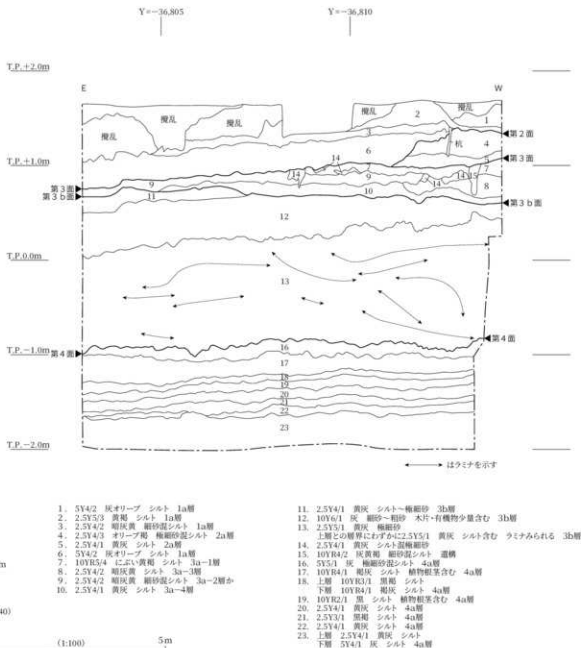 Y=-36,805
Y=-36,810
T.P.+2.0m
E
W
攪乱
攪乱
攪乱
攪乱
攪乱
2
1
3
杭
4
第2面
T.P.+1.0m
6
14
5
第3面
7
7
14
9
9
14
14
15
8
第3面
第3b面
11
10
第3b面
12
T.P.0.0m
13
第4面
T.P.-1.0m
第4面
16
17
18
19
20
21
22
23
T.P.-2.0m
はラミナを示す
1. 5Y4/2 灰オリーブ シルト 1a層
2. 2.5Y5/3 黄褐 シルト 1a層
3. 2.5Y4/2 暗灰黄 細砂混シルト 1a層
4. 2.5Y4/3 オリーブ褐 極細砂混シルト 2a層
5. 2.5Y4/1 黄灰 シルト 2a層
6. 5Y4/2 灰オリーブ シルト 1a層
7. 10YR5/4 にぶい黄褐 シルト 3a-1層
8. 2.5Y4/2 暗灰黄 シルト 3a-3層
9. 2.5Y4/2 暗灰黄 細砂混シルト 3a-2層か
10. 2.5Y4/1 黄灰 シルト 3a-4層
11. 2.5Y4/1 黄灰 シルト～極細砂 3b層
12. 10Y6/1 灰 細砂～粗砂 木片・有機物少量含む 3b層
13. 2.5Y5/1 黄灰 極細砂
上層との層界にわずかに2.5Y5/1 黄灰 シルト含む ラミナみられる 3b層
14. 2.5Y4/1 黄灰 シルト混極細砂
15. 10YR4/2 灰黄褐 細砂混シルト 遺構
16. 5Y5/1 灰 極細砂混シルト 4a層
17. 10YR4/1 褐灰 シルト 植物根茎含む 4a層
18. 上層 10YR3/1 黒褐 シルト
下層 10YR4/1 褐灰 シルト 4a層
19. 10YR2/1 黒 シルト 植物根茎含む 4a層
20. 2.5Y4/1 黄灰 シルト 4a層
21. 2.5Y3/1 黒褐 シルト 4a層
22. 2.5Y4/1 黄灰 シルト 4a層
23. 上層 2.5Y4/1 黄灰 シルト
下層 5Y4/1 灰 シルト 4a層
m
40)
(1:100)
5m